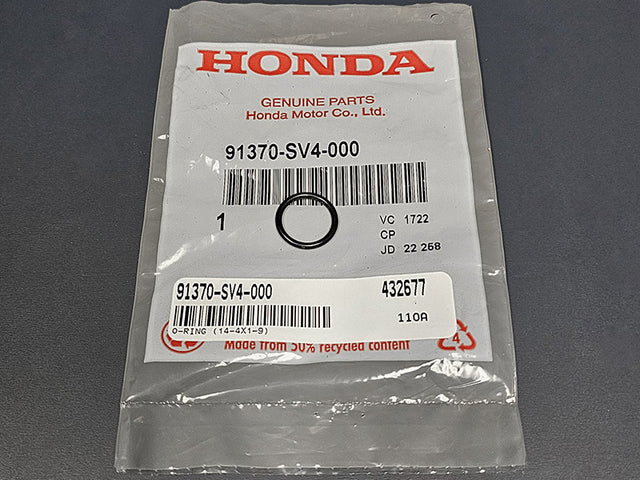 HONDA
GENUINE PARTS
Honda Motor Co., Ltd.
91370-SV4-000
1
VC 1722
CP
JD 22 268
91370-SV4-000 432677
110A
O-RING (14-4X1-9)
Made from 50% recycled content
4